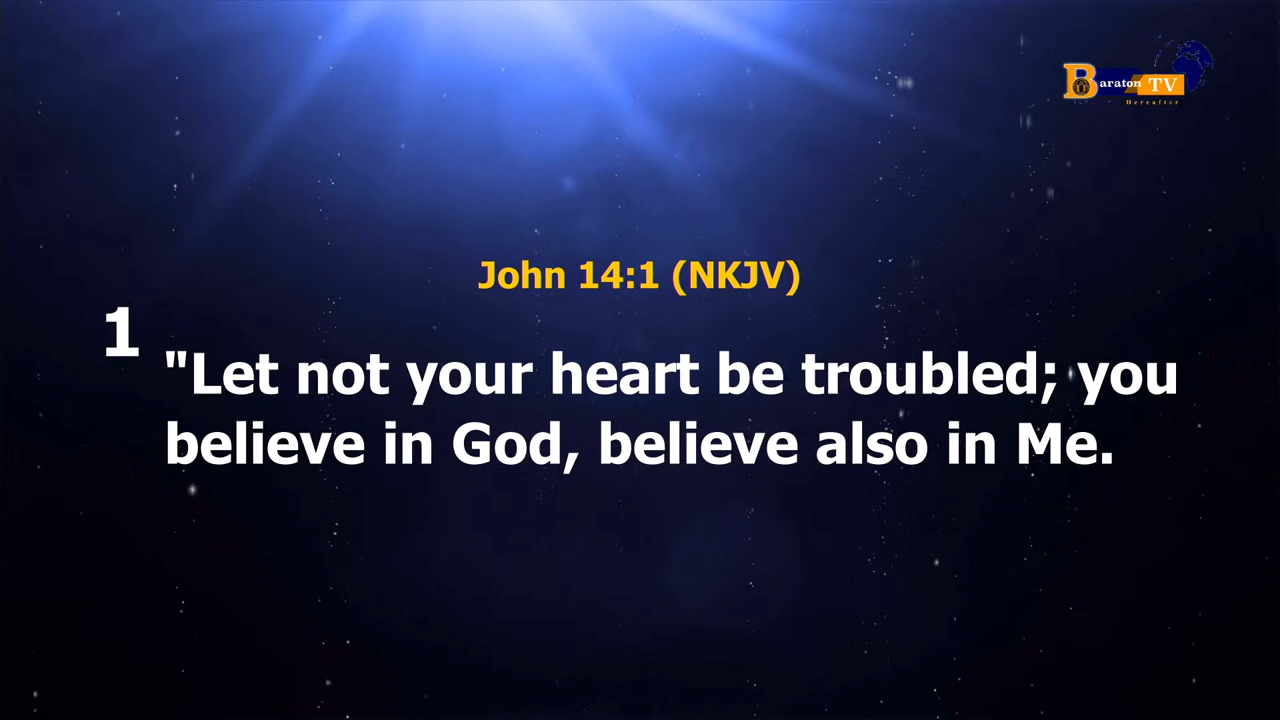 Baraton TV
Hereafter
John 14:1 (NKJV)
1
"Let not your heart be troubled; you
believe in God, believe also in Me.